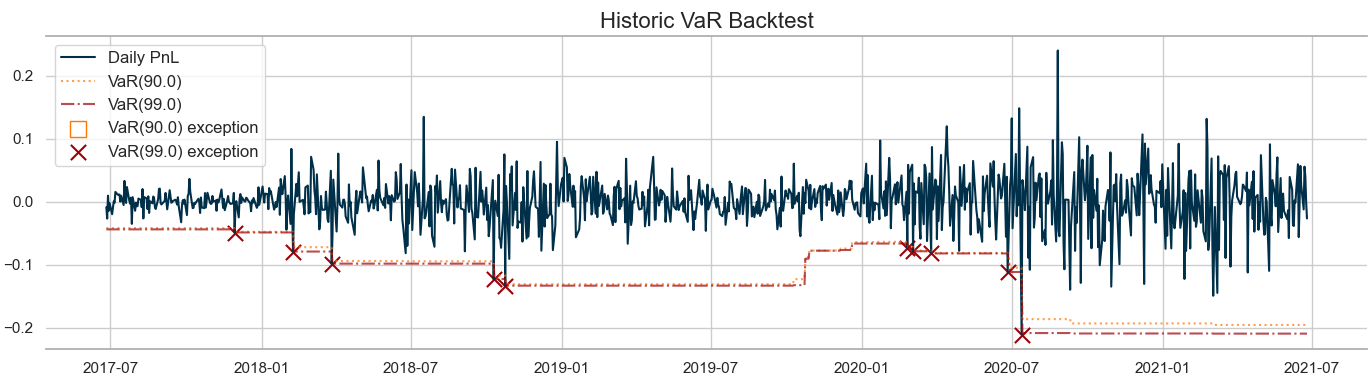 Historic VaR Backtest
Daily PnL
VaR(90.0)
VaR(99.0)
VaR(90.0) exception
VaR(99.0) exception
0.2
0.1
0.0
−0.1
−0.2
2017-07 2018-01 2018-07 2019-01 2019-07 2020-01 2020-07 2021-01 2021-07